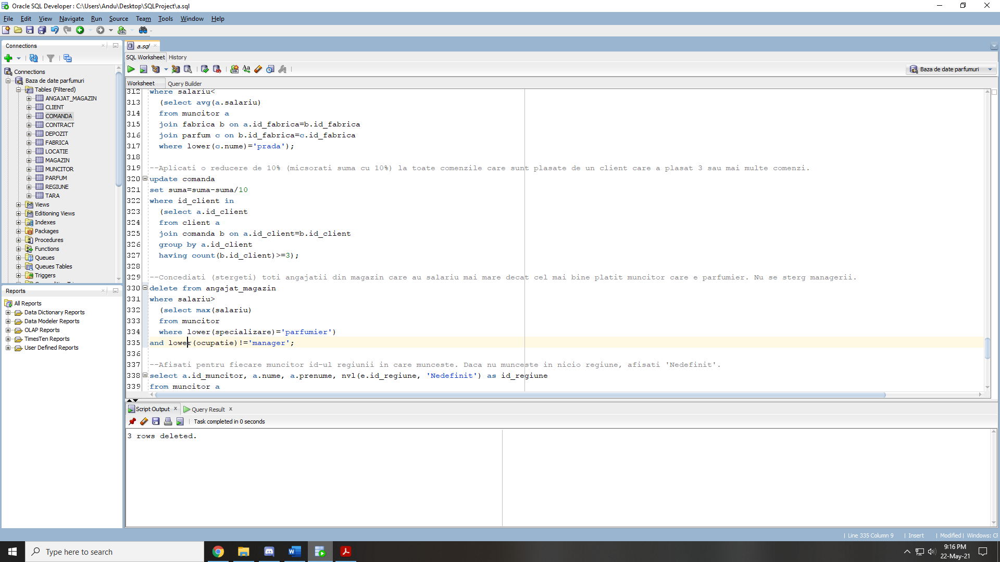 Oracle SQL Developer : C:\Users\Andu\Desktop\SQLProject\a.sql
File Edit View Navigate Run Source Team Tools Window Help
Connections
Connections
Baza de date parfumuri
Tables (Filtered)
ANGAJAT_MAGAZIN
CLIENT
COMANDA
CONTRACT
DEPOZIT
FABRICA
LOCATIE
MAGAZIN
MUNCITOR
PARFUM
REGIUNE
TARA
Views
Editioning Views
Indexes
Packages
Procedures
Functions
Queues
Queues Tables
Triggers
Reports
All Reports
Data Dictionary Reports
Data Modeler Reports
OLAP Reports
TimesTen Reports
User Defined Reports
a.sql
SQL Worksheet History
Baza de date parfumuri
Worksheet Query Builder
312 where salariu<
313 (select avg(a.salariu)
314 from muncitor a
315 join fabrica b on a.id_fabrica=b.id_fabrica
316 join parfum c on b.id_fabrica=c.id_fabrica
317 where lower(c.nume)='prada');
318
319 --Aplicati o reducere de 10% (micsorati suma cu 10%) la toate comenzile care sunt plasate de un client care a plasat 3 sau mai multe comenzi.
320 update comanda
321 set suma=suma-suma/10
322 where id_client in
323 (select a.id_client
324 from client a
325 join comanda b on a.id_client=b.id_client
326 group by a.id_client
327 having count(b.id_client)>=3);
328
329 --Concediati (stergeti) toti angajatii din magazin care au salariu mai mare decat cel mai bine platit muncitor care e parfumier. Nu se sterg managerii.
330 delete from angajat_magazin
331 where salariu>
332 (select max(salariu)
333 from muncitor
334 where lower(specializare)='parfumier')
335 and lower(ocupatie)!='manager';
336
337 --Afisati pentru fiecare muncitor id-ul regiunii in care munceste. Daca nu munceste in nicio regiune, afisati 'Nedefinit'.
338 select a.id_muncitor, a.nume, a.prenume, nvl(e.id_regiune, 'Nedefinit') as id_regiune
339 from muncitor a
Script Output Query Result
Task completed in 0 seconds
3 rows deleted.
Line 335 Column 9 Insert Modified Windows: CF
Type here to search
9:16 PM
22-May-21